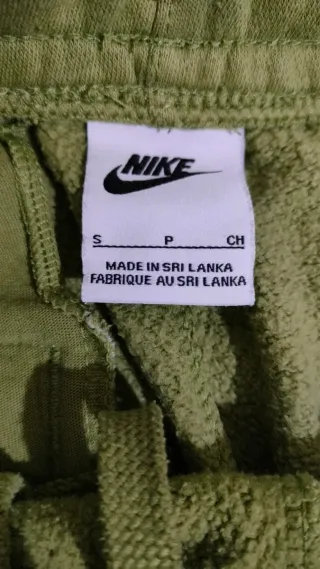 NIKE
S P CH
MADE IN SRI LANKA
FABRIQUE AU SRI LANKA